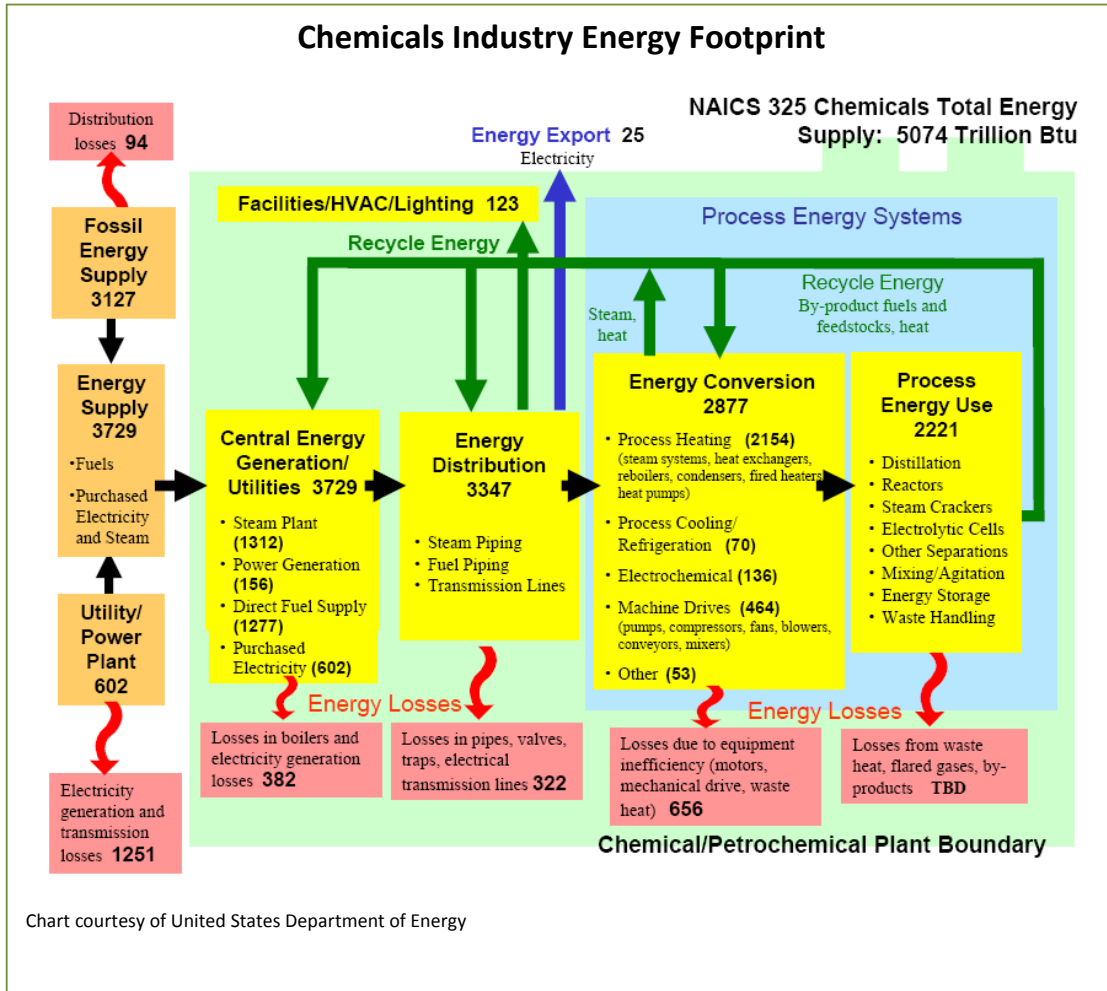 Chemicals Industry Energy Footprint
NAICS 325 Chemicals Total Energy
Supply: 5074 Trillion Btu
Distribution
losses 94
Energy Export 25
Electricity
Facilities/HVAC/Lighting 123
Process Energy Systems
Recycle Energy
Fossil
Energy
Supply
3127
Recycle Energy
By-product fuels and
feedstocks, heat
Steam,
heat
Energy
Supply
3729
•Fuels
•Purchased
Electricity
and Steam
Utility/
Power
Plant
602
Central Energy
Generation/
Utilities 3729
• Steam Plant
(1312)
• Power Generation
(156)
• Direct Fuel Supply
(1277)
• Purchased
Electricity (602)
Energy
Distribution
3347
• Steam Piping
• Fuel Piping
• Transmission Lines
Energy Conversion
2877
• Process Heating (2154)
(steam systems, heat exchangers,
reboilers, condensers, fired heaters,
heat pumps)
• Process Cooling/
Refrigeration (70)
• Electrochemical (136)
• Machine Drives (464)
(pumps, compressors, fans, blowers,
conveyors, mixers)
• Other (53)
Process
Energy Use
2221
• Distillation
• Reactors
• Steam Crackers
• Electrolytic Cells
• Other Separations
• Mixing/Agitation
• Energy Storage
• Waste Handling
Energy Losses
Energy Losses
Electricity
generation and
transmission
losses 1251
Losses in boilers and
electricity generation
losses 382
Losses in pipes, valves,
traps, electrical
transmission lines 322
Losses due to equipment
inefficiency (motors,
mechanical drive, waste
heat) 656
Losses from waste
heat, flared gases, by-
products TBD
Chemical/Petrochemical Plant Boundary
Chart courtesy of United States Department of Energy